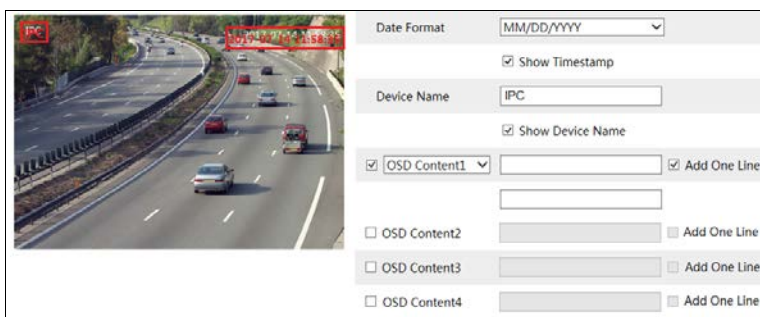 IPC
Date Format MM/DD/YYYY
Show Timestamp
Device Name IPC
Show Device Name
OSD Content1 Add One Line
OSD Content2 Add One Line
OSD Content3 Add One Line
OSD Content4 Add One Line